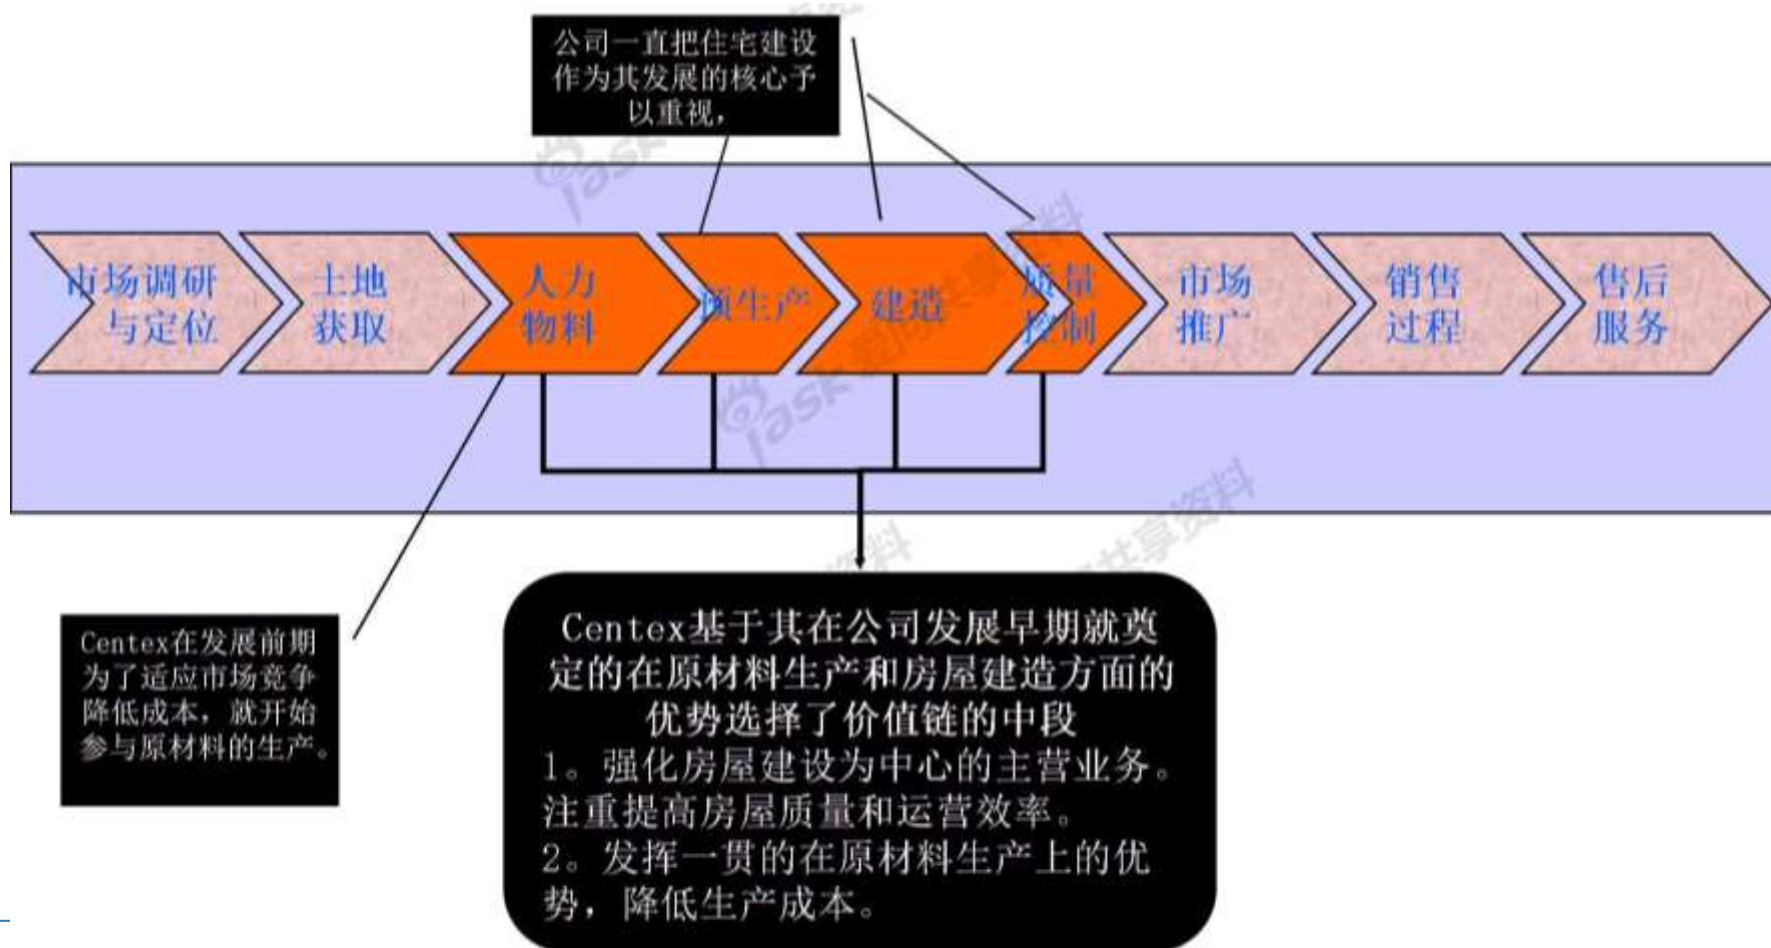 公司一直把住宅建设
作为其发展的核心予
以重视，
市场调研
与定位
土地
获取
人力
物料
预生产
建造
质量
控制
市场
推广
销售
过程
售后
服务
Centex在发展前期
为了适应市场竞争
降低成本，就开始
参与原材料的生产。
Centex基于其在公司发展早期就奠
定的在原材料生产和房屋建造方面的
优势选择了价值链的中段
1。强化房屋建设为中心的主营业务。
注重提高房屋质量和运营效率。
2。发挥一贯的在原材料生产上的优
势，降低生产成本。